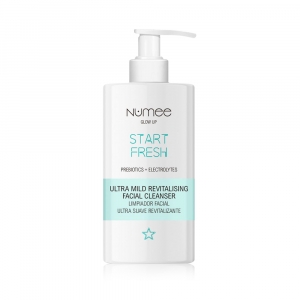 NUMEE
GLOW UP
START
FRESH
PREBIOTICS + ELECTROLYTES
ULTRA MILD REVITALISING
FACIAL CLEANSER
LIMPIADOR FACIAL
ULTRA SUAVE REVITALIZANTE